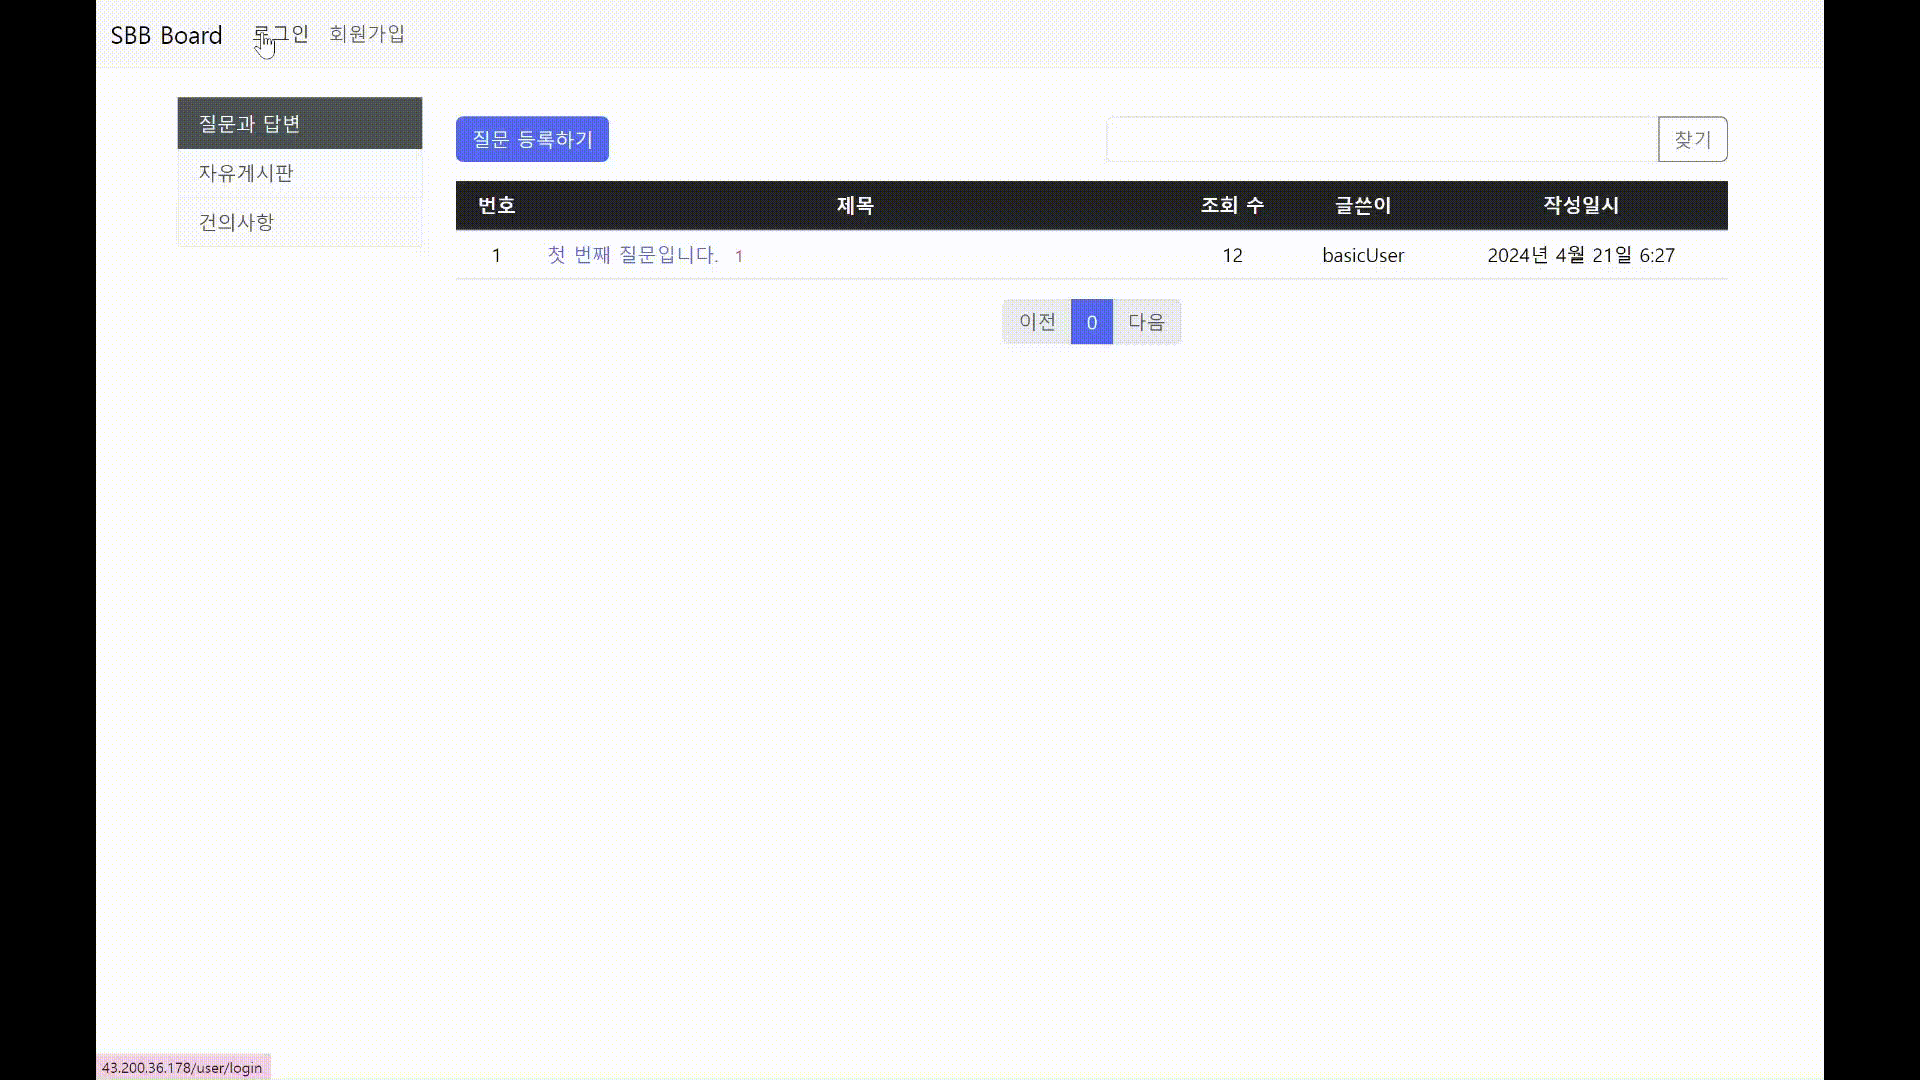 SBB Board 로그인 회원가입
질문과 답변
자유게시판
건의사항
질문 등록하기
찾기
번호 제목 조회 수 글쓴이 작성일시
1 첫 번째 질문입니다. 1 12 basicUser 2024년 4월 21일 6:27
이전 0 다음
43.200.36.178/user/login